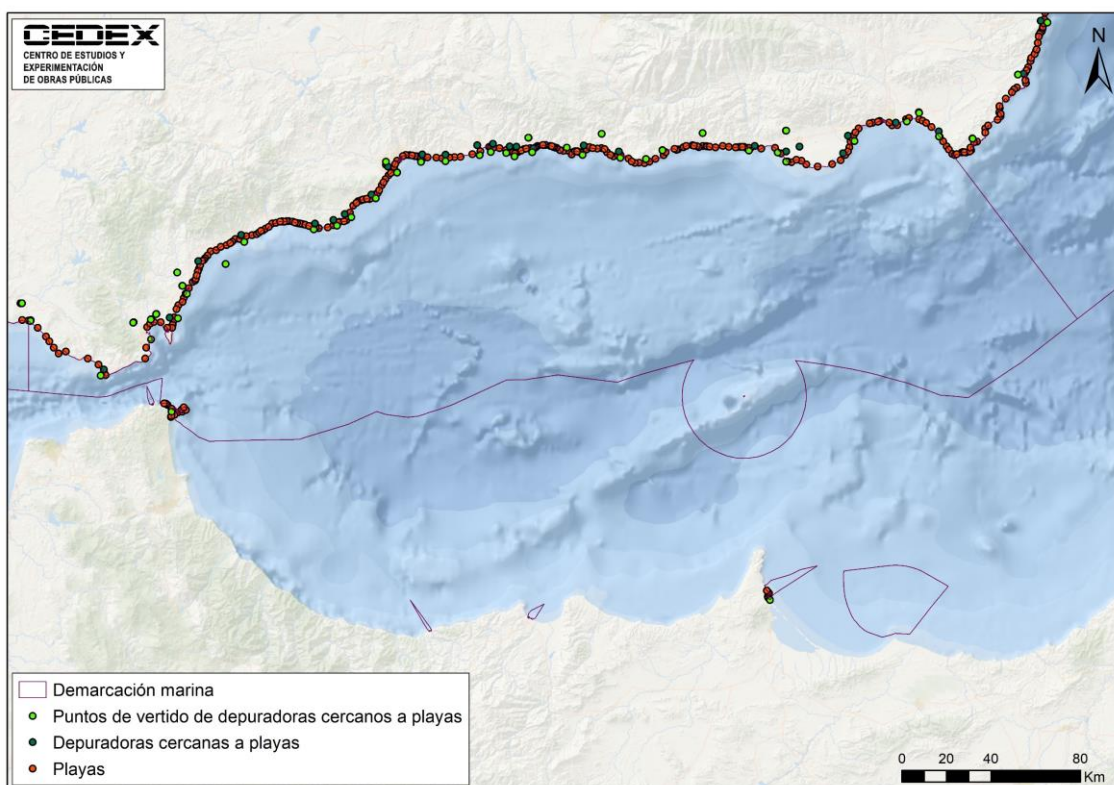 CEDEX
CENTRO DE ESTUDIOS Y
EXPERIMENTACIÓN
DE OBRAS PÚBLICAS
N
Demarcación marina
Puntos de vertido de depuradoras cercanos a playas
Depuradoras cercanas a playas
Playas
0 20 40 80
Km